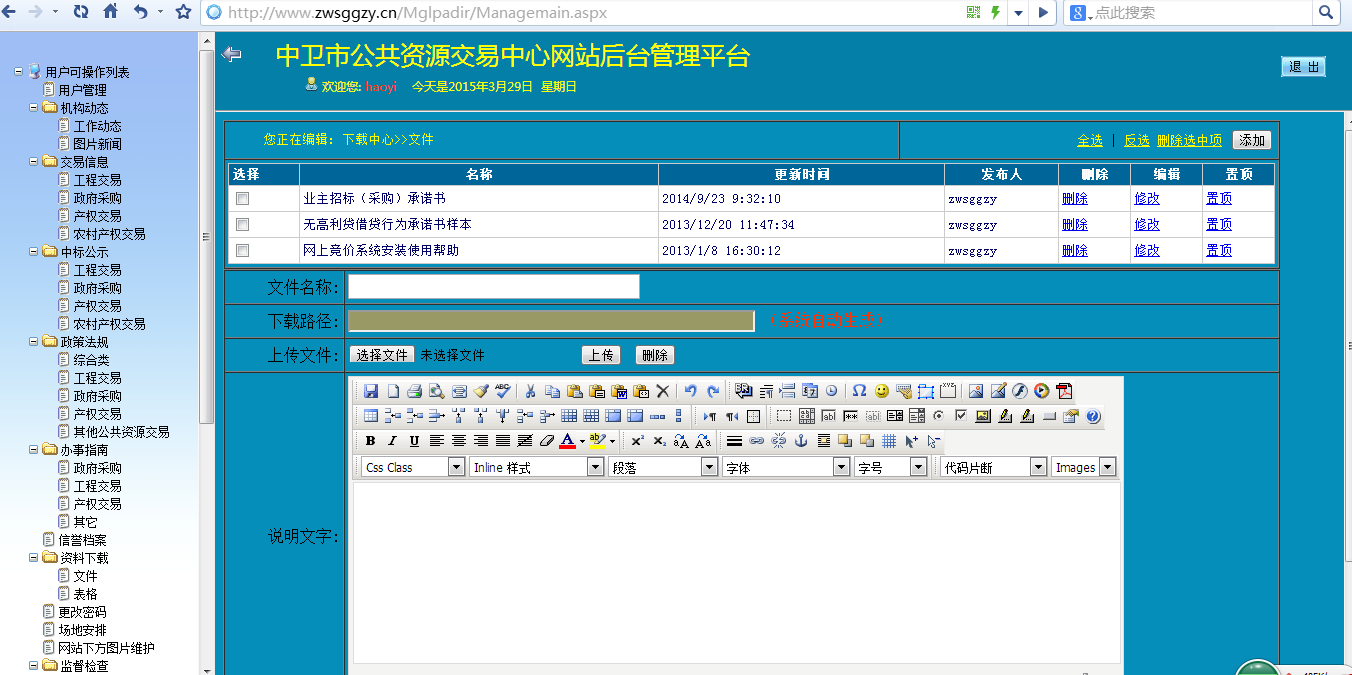 http://www.zwsggzy.cn/Mglpadir/Managemain.aspx
点此搜索
用户可操作列表
用户管理
机构动态
工作动态
图片新闻
交易信息
工程交易
政府采购
产权交易
农村产权交易
中标公示
工程交易
政府采购
产权交易
农村产权交易
政策法规
综合类
工程交易
政府采购
产权交易
其他公共资源交易
办事指南
政府采购
工程交易
产权交易
其它
信誉档案
资料下载
文件
表格
更改密码
场地安排
网站下方图片维护
监督检查
中卫市公共资源交易中心网站后台管理平台
欢迎您: haoyi 今天是2015年3月29日 星期日
退 出
您正在编辑: 下载中心>>文件
全选 | 反选 删除选中项 添加
选择 名称 更新时间 发布人 删除 编辑 置顶
业主招标（采购）承诺书 2014/9/23 9:32:10 zwsggzy 删除 修改 置顶
无高利贷借贷行为承诺书样本 2013/12/20 11:47:34 zwsggzy 删除 修改 置顶
网上竟价系统安装使用帮助 2013/1/8 16:30:12 zwsggzy 删除 修改 置顶
文件名称:
下载路径: （系统自动生成）
上传文件: 选择文件 未选择文件 上传 删除
Css Class Inline 样式 段落 字体 字号 代码片断 Images
说明文字: